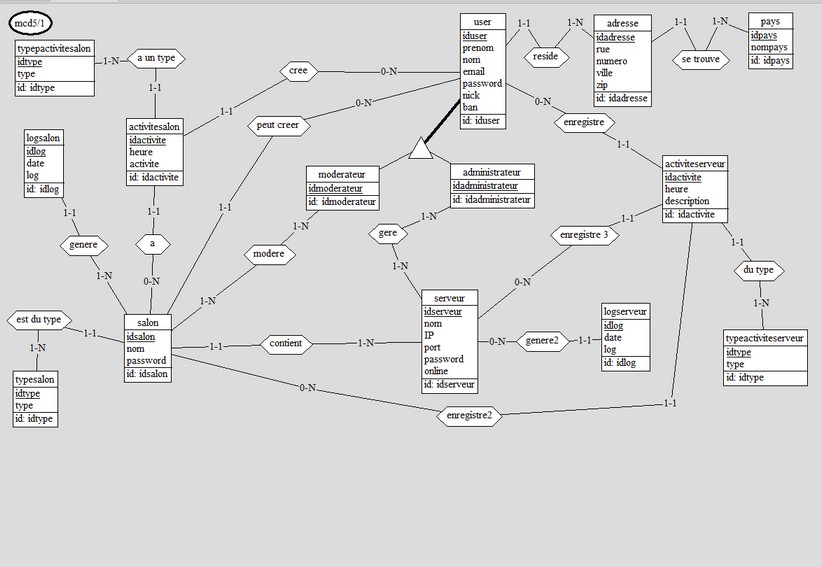 mcd5/1
typepactivitesalon
idtype
type
id: idtype
1-N
a un type
1-1
cree
0-N
1-1
user
iduser
prenom
nom
email
password
nick
ban
id: iduser
1-1
reside
1-N
adresse
idadresse
rue
numero
ville
zip
id: idadresse
1-1
se trouve
1-N
pays
idpays
nompays
id: idpays
peut creer
0-N
1-1
0-N
enregistre
1-1
activitesalon
idactivite
heure
activite
id: idactivite
logsalon
idlog
date
log
id: idlog
1-1
genere
1-N
1-1
a
0-N
moderateur
idmoderateur
id: idmoderateur
1-N
modere
1-N
administrateur
idadministrateur
id: idadministrateur
1-N
gere
1-N
activiteserveur
idactivite
heure
description
id: idactivite
1-1
enregistre 3
0-N
1-1
du type
1-N
typeactiviteserveur
idtype
type
id: idtype
est du type
1-1
1-N
typesalon
idtype
type
id: idtype
salon
idsalon
nom
password
id: idsalon
1-1
contient
1-N
serveur
idserveur
nom
IP
port
password
online
id: idserveur
0-N
genere2
1-1
logserveur
idlog
date
log
id: idlog
0-N
enregistre2
1-1